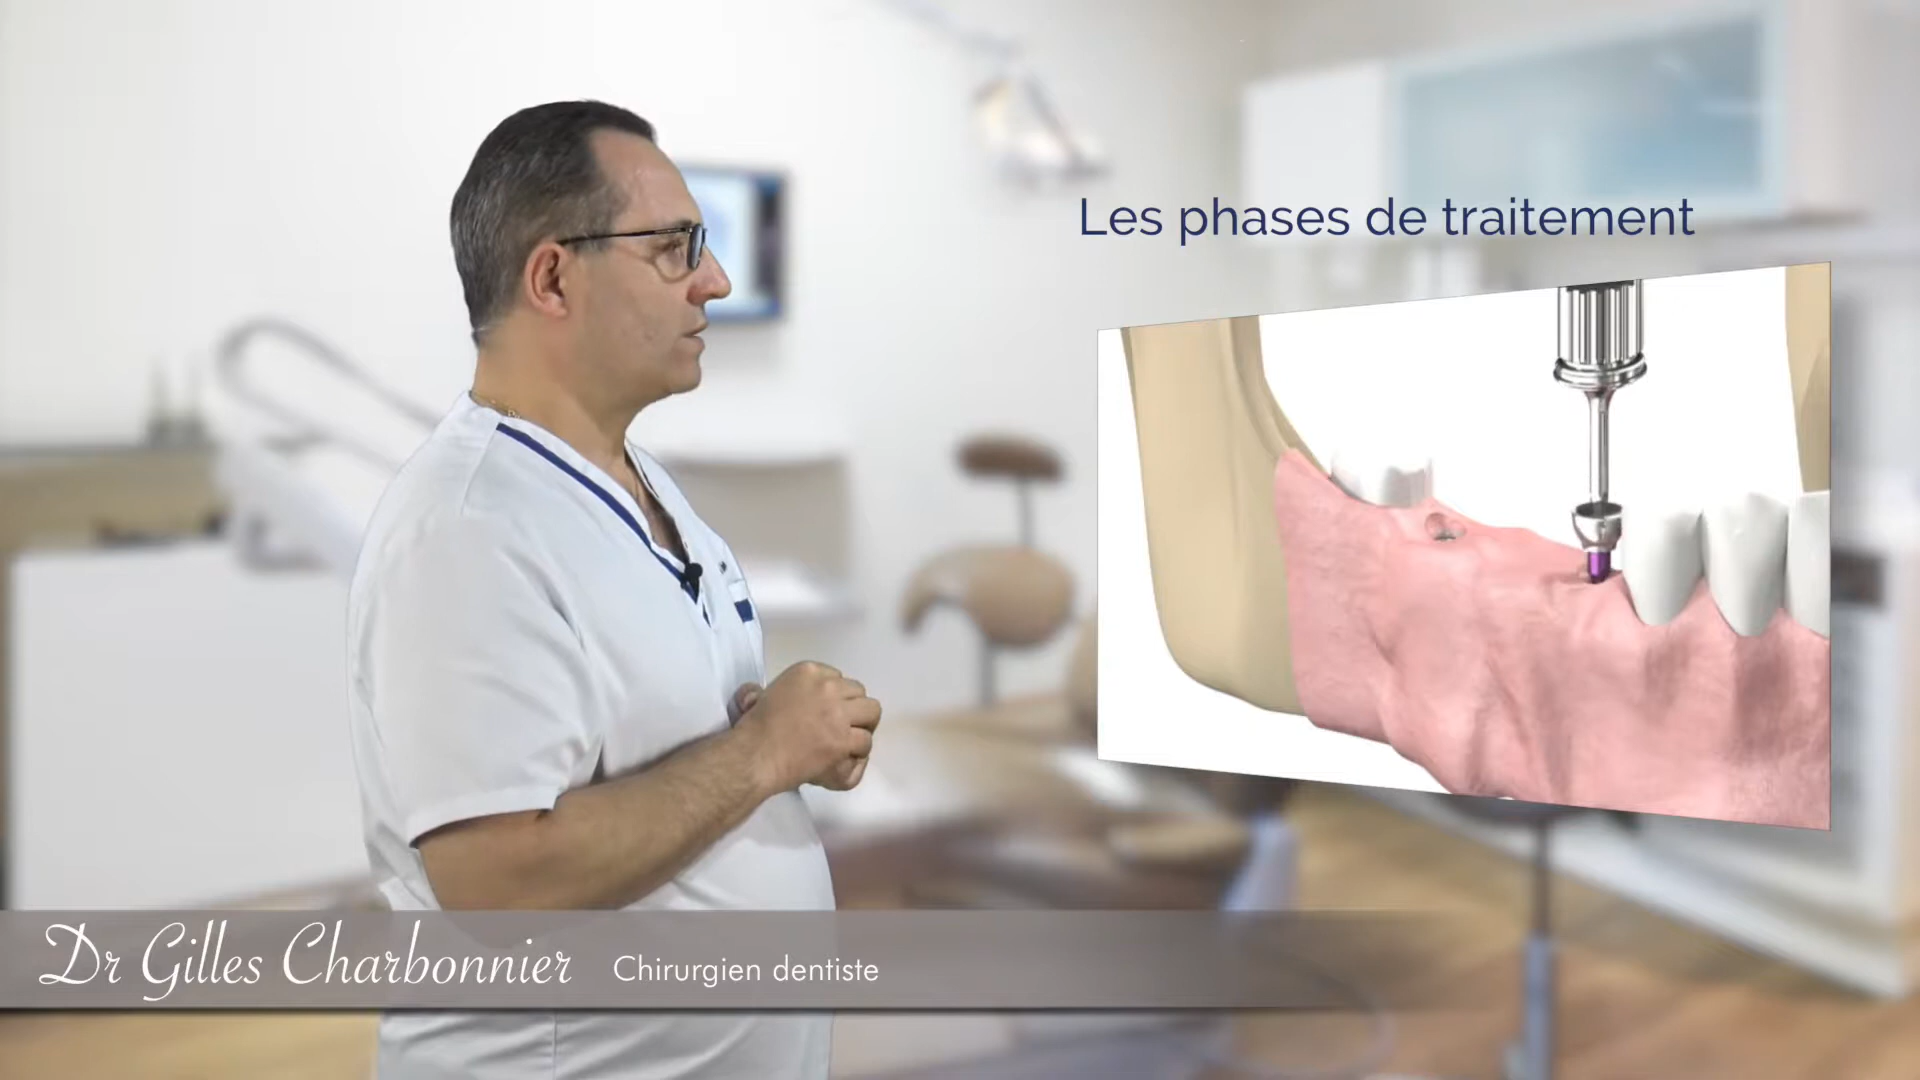 Les phases de traitement
Dr Gilles Charbonnier Chirurgien dentiste